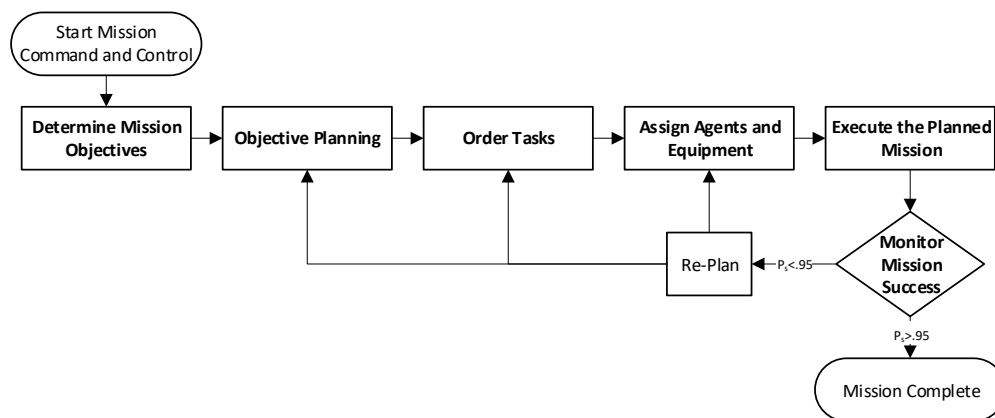 Start Mission
Command and Control
Determine Mission
Objectives
Objective Planning
Order Tasks
Assign Agents and
Equipment
Execute the Planned
Mission
Monitor
Mission
Success
Re-Plan
Pₛ<.95
Pₛ>.95
Mission Complete